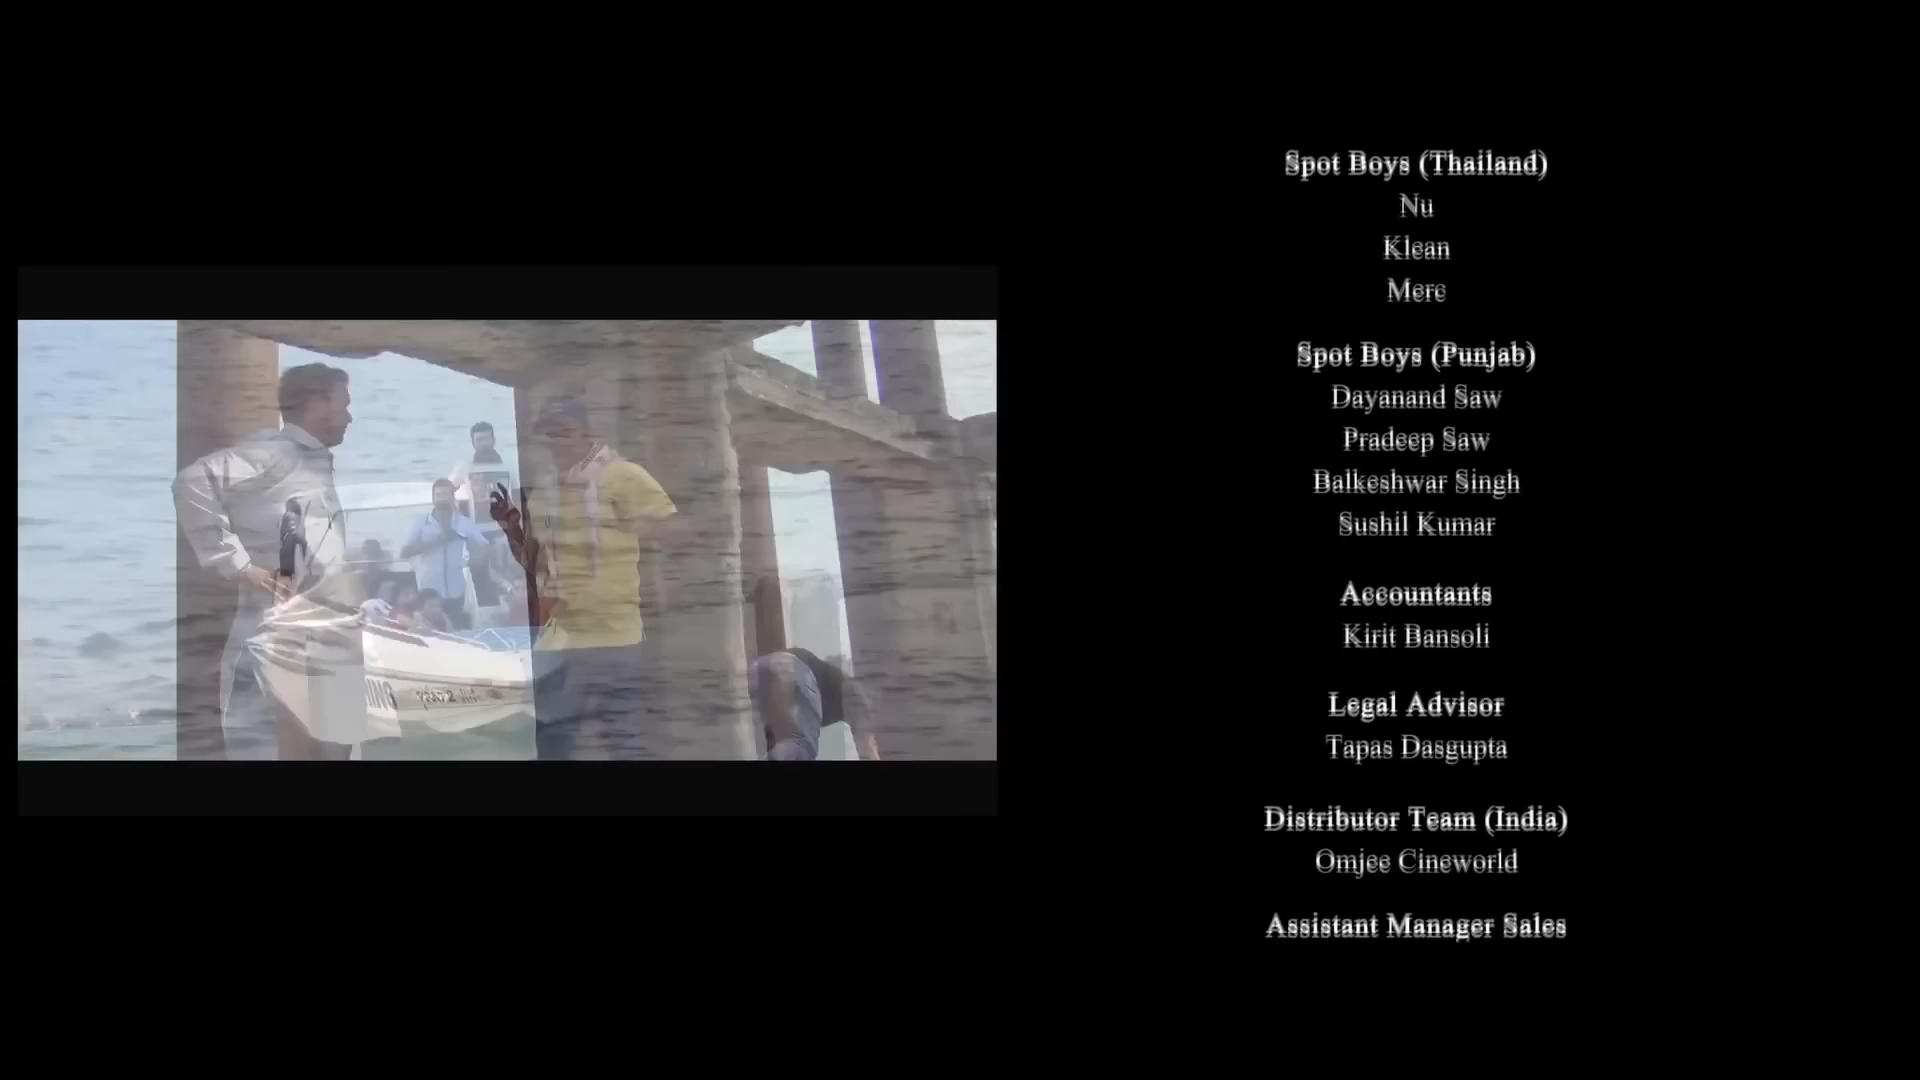 Spot Boys (Thailand)
Nu
Klean
Merc
Spot Boys (Punjab)
Dayanand Saw
Pradeep Saw
Balkeshwar Singh
Sushil Kumar
Accountants
Kirit Bansoli
Legal Advisor
Tapas Dasgupta
Distributor Team (India)
Omjee Cineworld
Assistant Manager Sales